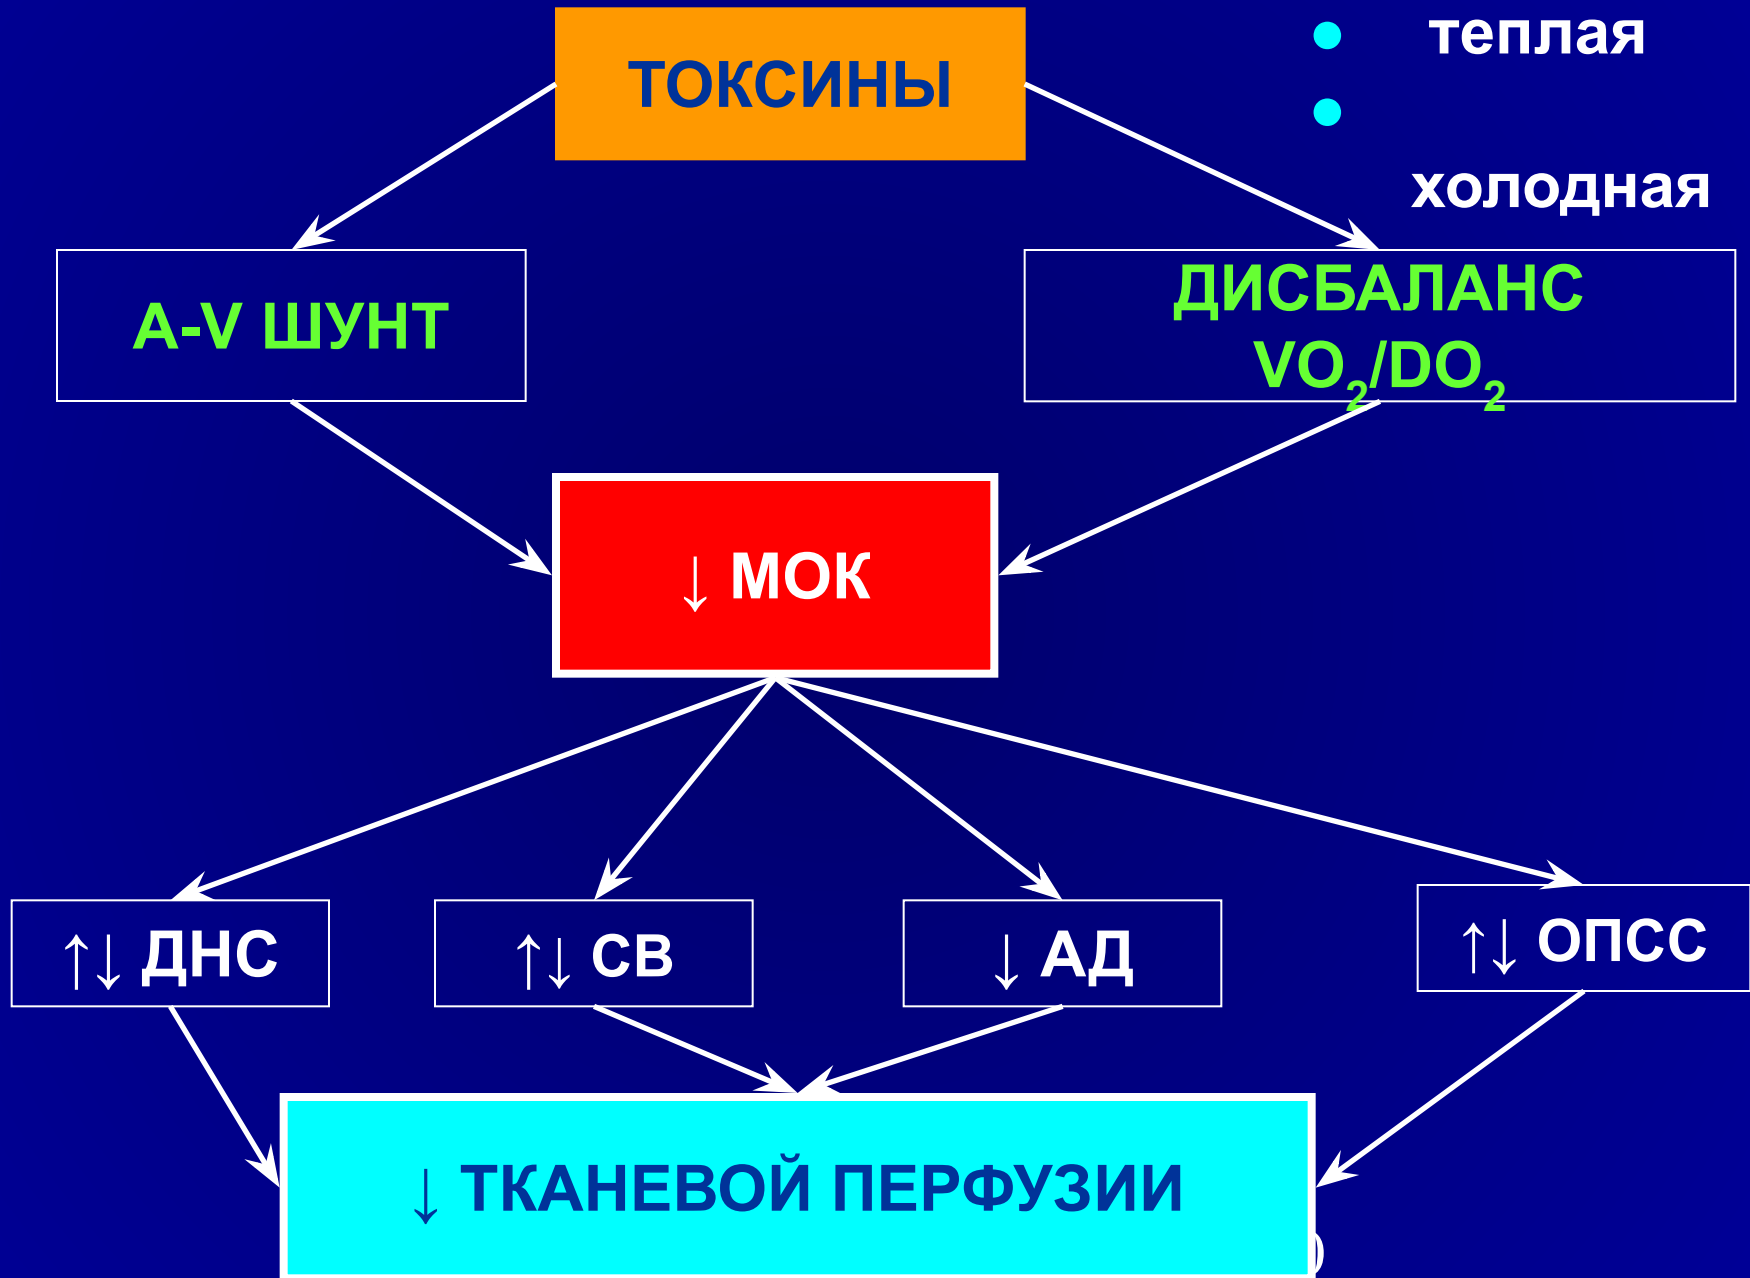 теплая
ТОКСИНЫ
холодная
A-V ШУНТ
ДИСБАЛАНС
VO₂/DO₂
↓ МОК
↑↓ ДНС
↑↓ СВ
↓ АД
↑↓ ОПСС
↓ ТКАНЕВОЙ ПЕРФУЗИИ